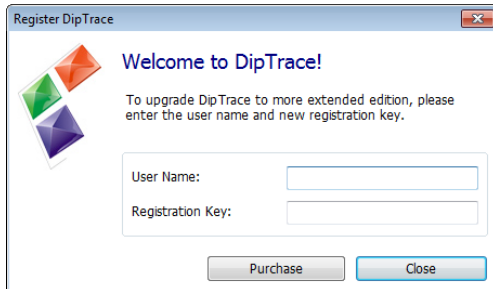 Register DipTrace
Welcome to DipTrace!
To upgrade DipTrace to more extended edition, please
enter the user name and new registration key.
User Name:
Registration Key:
Purchase
Close